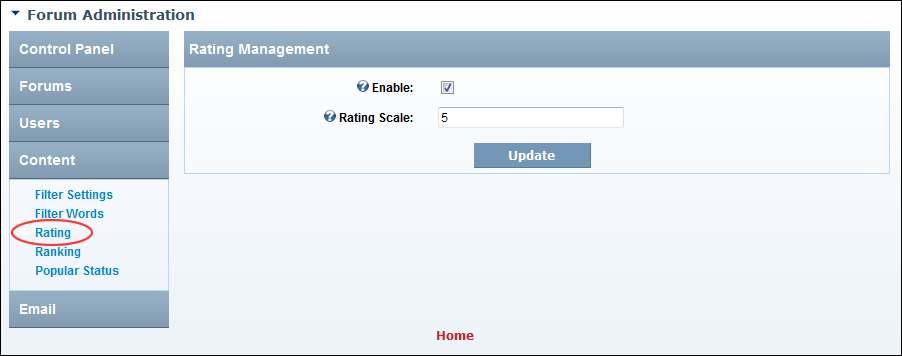 Forum Administration
Control Panel
Forums
Users
Content
Filter Settings
Filter Words
Rating
Ranking
Popular Status
Email
Rating Management
Enable:
Rating Scale: 5
Update
Home